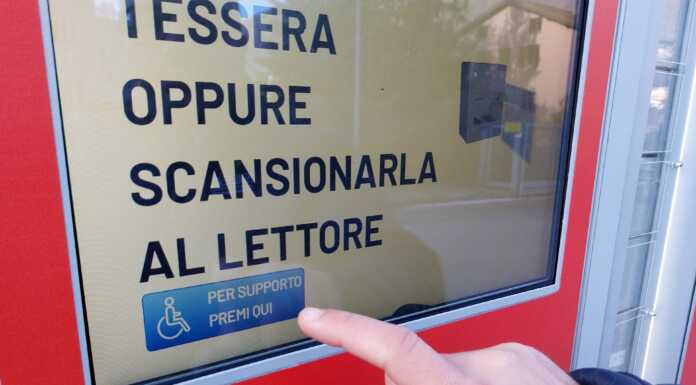 TESSERA
OPPURE
SCANSIONARLA
AL LETTORE
PER SUPPORTO
PREMI QUI